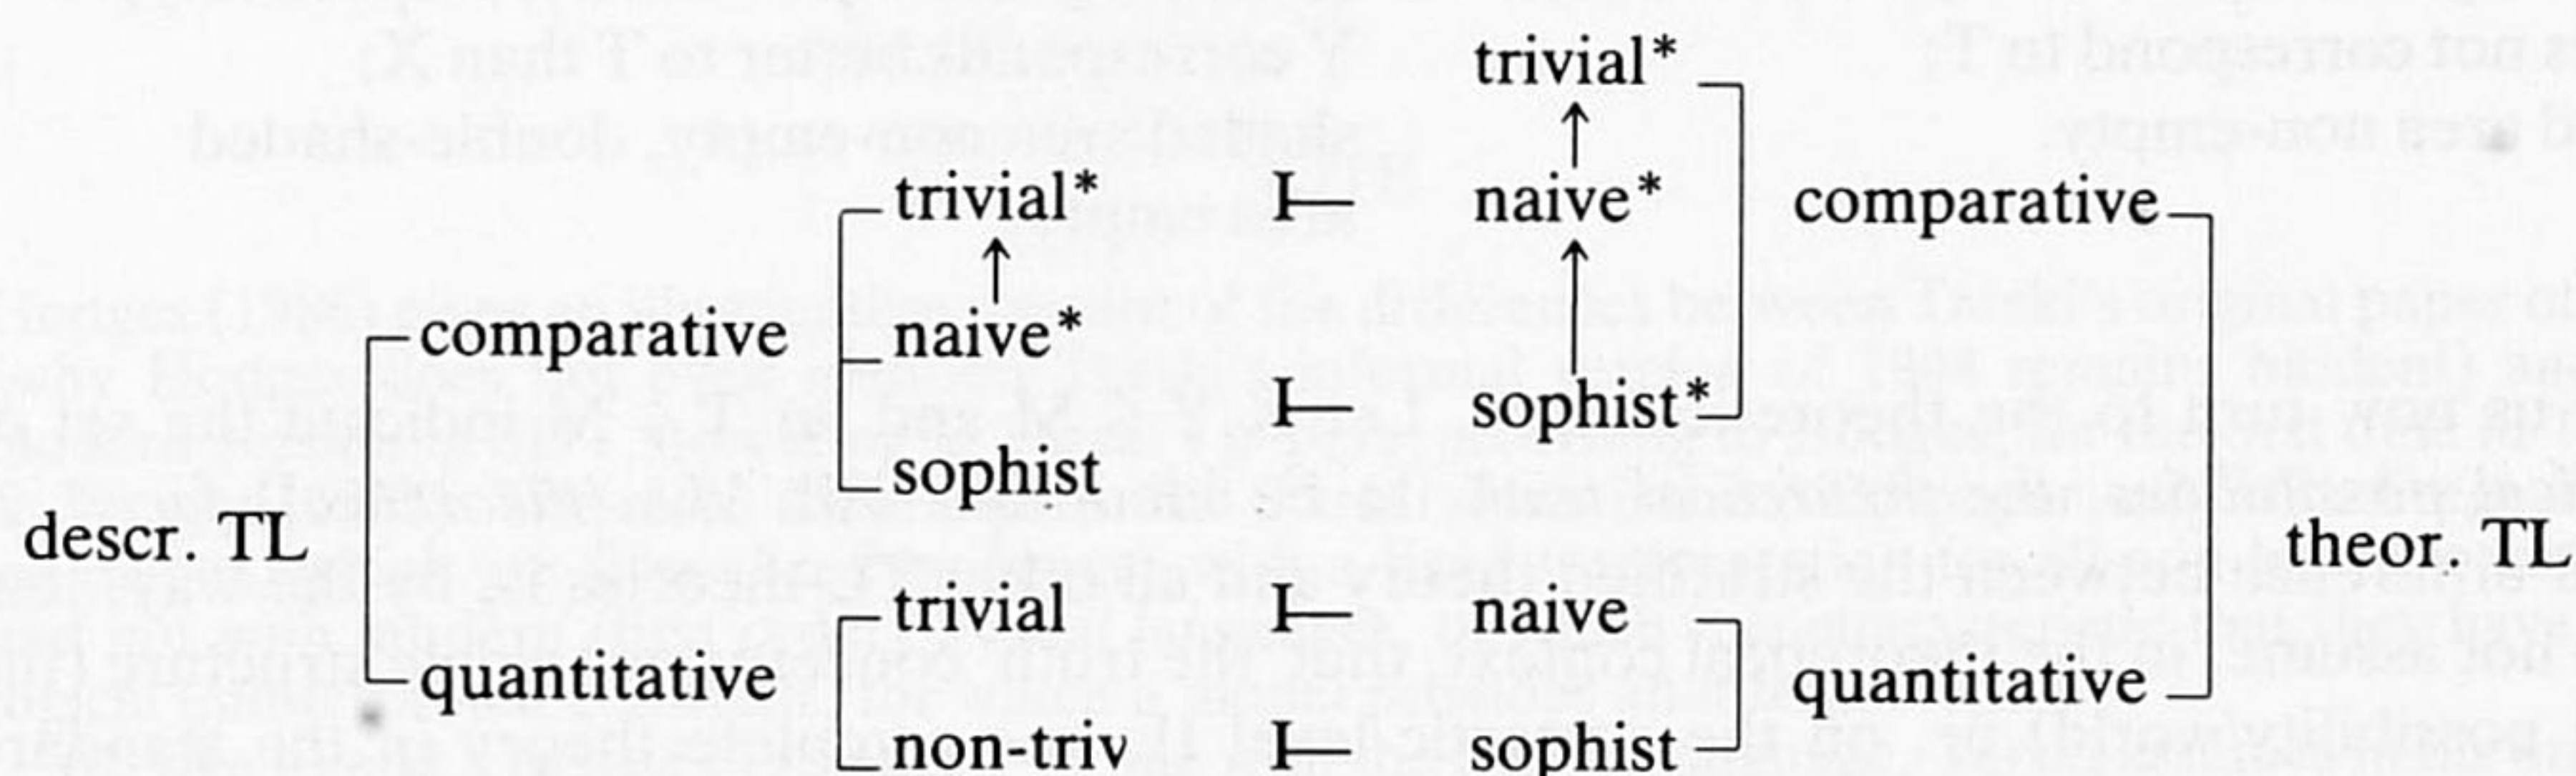 trivial*
trivial* naive* comparative
comparative naive*
sophist*
sophist
descr. TL theor. TL
trivial naive
quantitative quantitative
non-triv sophist